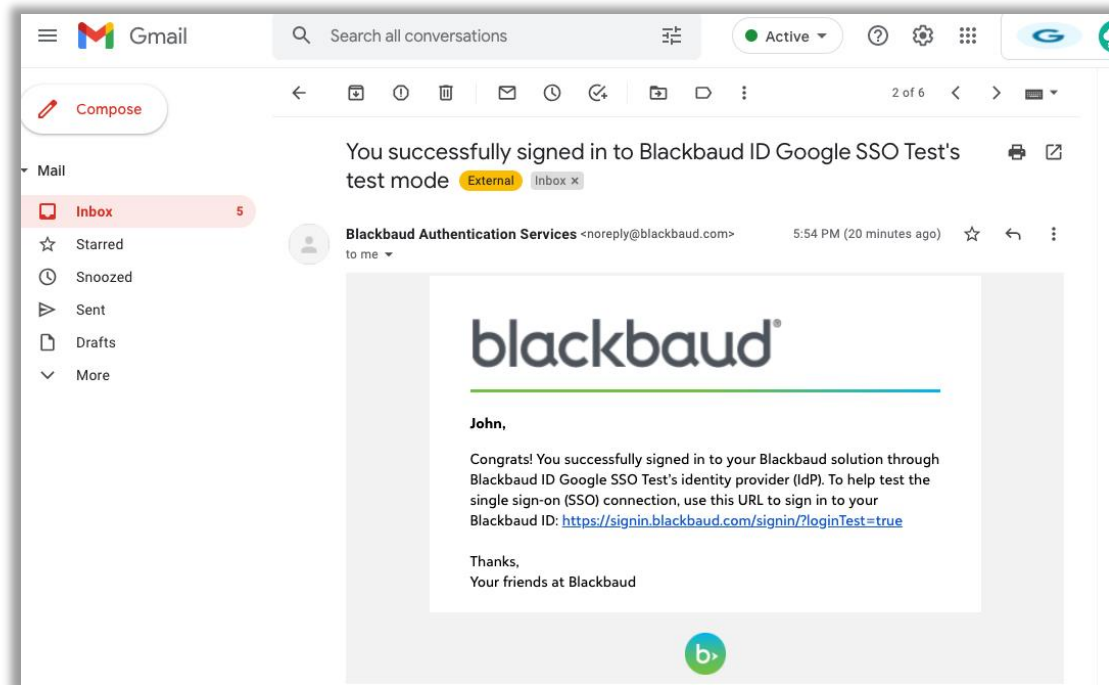 Gmail
Search all conversations
Active
Compose
2 of 6
Mail
Inbox 5
Starred
Snoozed
Sent
Drafts
More
You successfully signed in to Blackbaud ID Google SSO Test's
test mode External Inbox ×
Blackbaud Authentication Services <noreply@blackbaud.com> 5:54 PM (20 minutes ago)
to me
blackbaud®
John,
Congrats! You successfully signed in to your Blackbaud solution through
Blackbaud ID Google SSO Test's identity provider (IdP). To help test the
single sign-on (SSO) connection, use this URL to sign in to your
Blackbaud ID: https://signin.blackbaud.com/signin/?loginTest=true
Thanks,
Your friends at Blackbaud
b